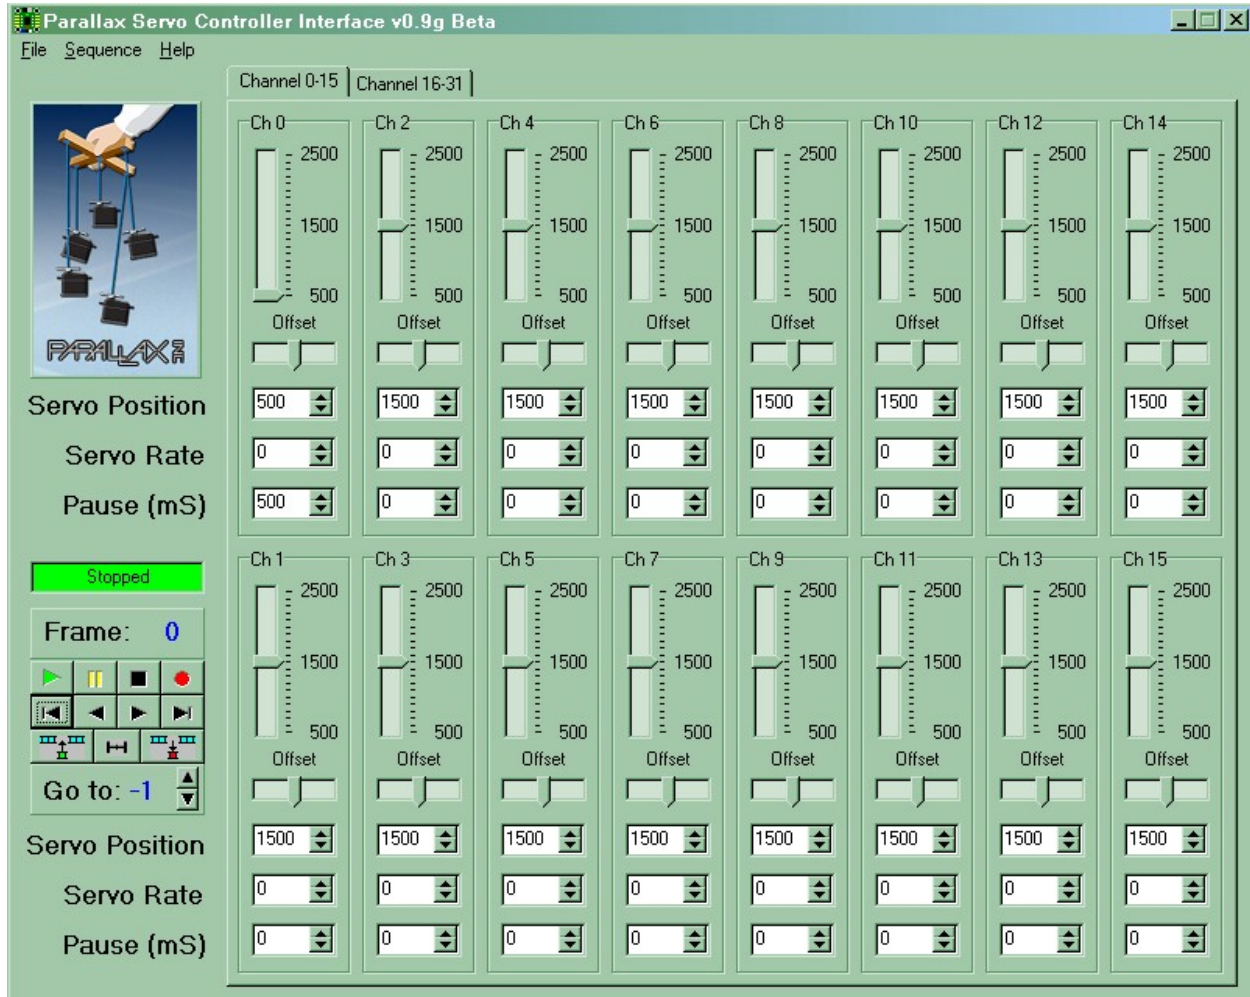 Parallax Servo Controller Interface v0.9g Beta
File Sequence Help
Channel 0-15 Channel 16-31
Ch 0 Ch 2 Ch 4 Ch 6 Ch 8 Ch 10 Ch 12 Ch 14
2500 2500 2500 2500 2500 2500 2500 2500
1500 1500 1500 1500 1500 1500 1500 1500
500 500 500 500 500 500 500 500
Offset Offset Offset Offset Offset Offset Offset Offset
PARALLAX INC
Servo Position 500 1500 1500 1500 1500 1500 1500 1500
Servo Rate 0 0 0 0 0 0 0 0
Pause (mS) 500 0 0 0 0 0 0 0
Ch 1 Ch 3 Ch 5 Ch 7 Ch 9 Ch 11 Ch 13 Ch 15
Stopped
2500 2500 2500 2500 2500 2500 2500 2500
Frame: 0
1500 1500 1500 1500 1500 1500 1500 1500
500 500 500 500 500 500 500 500
Offset Offset Offset Offset Offset Offset Offset Offset
Go to: -1
Servo Position 1500 1500 1500 1500 1500 1500 1500 1500
Servo Rate 0 0 0 0 0 0 0 0
Pause (mS) 0 0 0 0 0 0 0 0